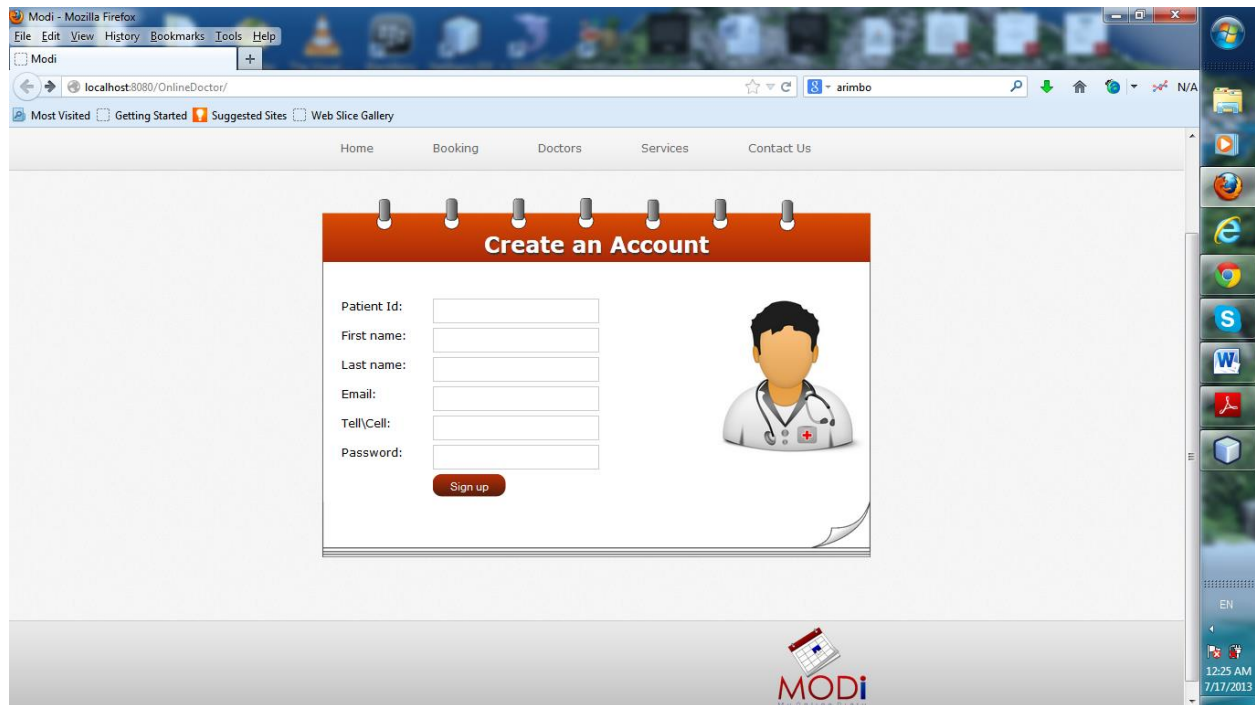 Modi - Mozilla Firefox
File Edit View History Bookmarks Tools Help
Modi
+
localhost:8080/OnlineDoctor/
8 arimbo
N/A
Most Visited Getting Started Suggested Sites Web Slice Gallery
Home Booking Doctors Services Contact Us
Create an Account
Patient Id:
First name:
Last name:
Email:
Tell\Cell:
Password:
Sign up
MODi
EN
12:25 AM
7/17/2013